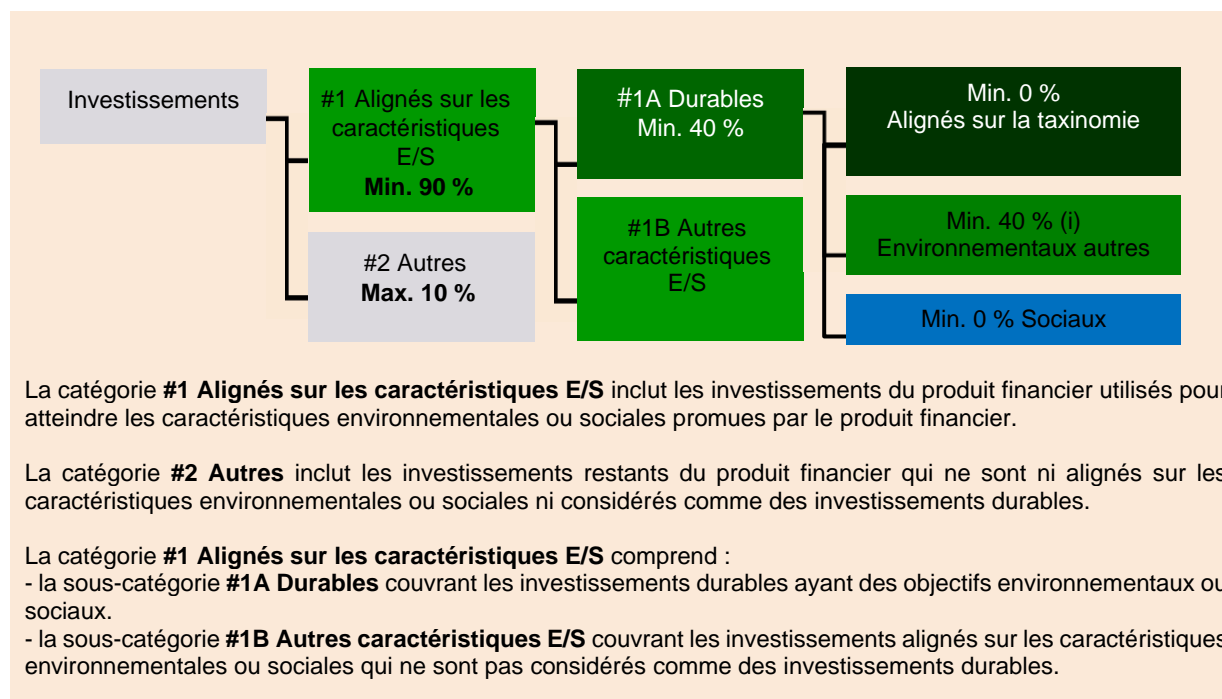 Investissements
#1 Alignés sur les
caractéristiques
E/S
Min. 90 %
#2 Autres
Max. 10 %
#1A Durables
Min. 40 %
#1B Autres
caractéristiques
E/S
Min. 0 %
Alignés sur la taxinomie
Min. 40 % (i)
Environnementaux autres
Min. 0 % Sociaux
La catégorie #1 Alignés sur les caractéristiques E/S inclut les investissements du produit financier utilisés pour
atteindre les caractéristiques environnementales ou sociales promues par le produit financier.
La catégorie #2 Autres inclut les investissements restants du produit financier qui ne sont ni alignés sur les
caractéristiques environnementales ou sociales ni considérés comme des investissements durables.
La catégorie #1 Alignés sur les caractéristiques E/S comprend :
- la sous-catégorie #1A Durables couvrant les investissements durables ayant des objectifs environnementaux ou
sociaux.
- la sous-catégorie #1B Autres caractéristiques E/S couvrant les investissements alignés sur les caractéristiques
environnementales ou sociales qui ne sont pas considérés comme des investissements durables.